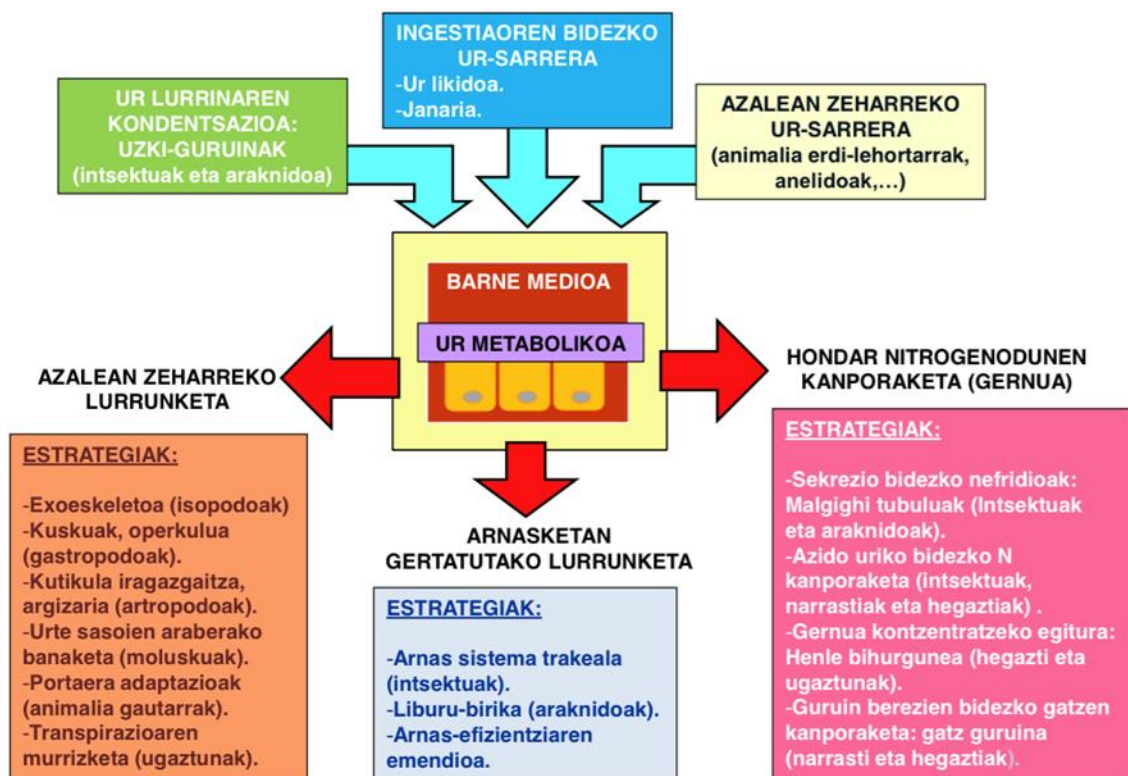 INGESTIAOREN BIDEZKO
UR-SARRERA
-Ur likidoa.
-Janaria.
UR LURRINAREN
KONDENTSAZIOA:
UZKI-GURUINAK
(intsektuak eta araknidoa)
AZALEAN ZEHARREKO
UR-SARRERA
(animalia erdi-lehortarrak,
anelidoak,...)
BARNE MEDIOA
UR METABOLIKOA
AZALEAN ZEHARREKO
LURRUNKETA
ESTRATEGIAK:
-Exoeskeletoa (isopodoak)
-Kuskuak, operkulua
(gastropodoak).
-Kutikula iragazgaitza,
argizaria (artropodoak).
-Urte sasoien araberako
banaketa (moluskuak).
-Portaera adaptazioak
(animalia gautarrak).
-Transpirazioaren
murrizketa (ugaztunak).
ARNASKETAN
GERTATUTAKO LURRUNKETA
ESTRATEGIAK:
-Arnas sistema trakeala
(intsektuak).
-Liburu-birika (araknidoak).
-Arnas-efizientziaren
emendioa.
HONDAR NITROGENODUNEN
KANPORAKETA (GERNUA)
ESTRATEGIAK:
-Sekrezio bidezko nefridioak:
Malgighi tubuluak (Intsektuak
eta araknidoak).
-Azido uriko bidezko N
kanporaketa (intsektuak,
narrastiak eta hegaztiak) .
-Gernua kontzentratzeko egitura:
Henle bihurgunea (hegazti eta
ugaztunak).
-Guruin berezien bidezko gatzen
kanporaketa: gatz guruina
(narrasti eta hegaztiak).